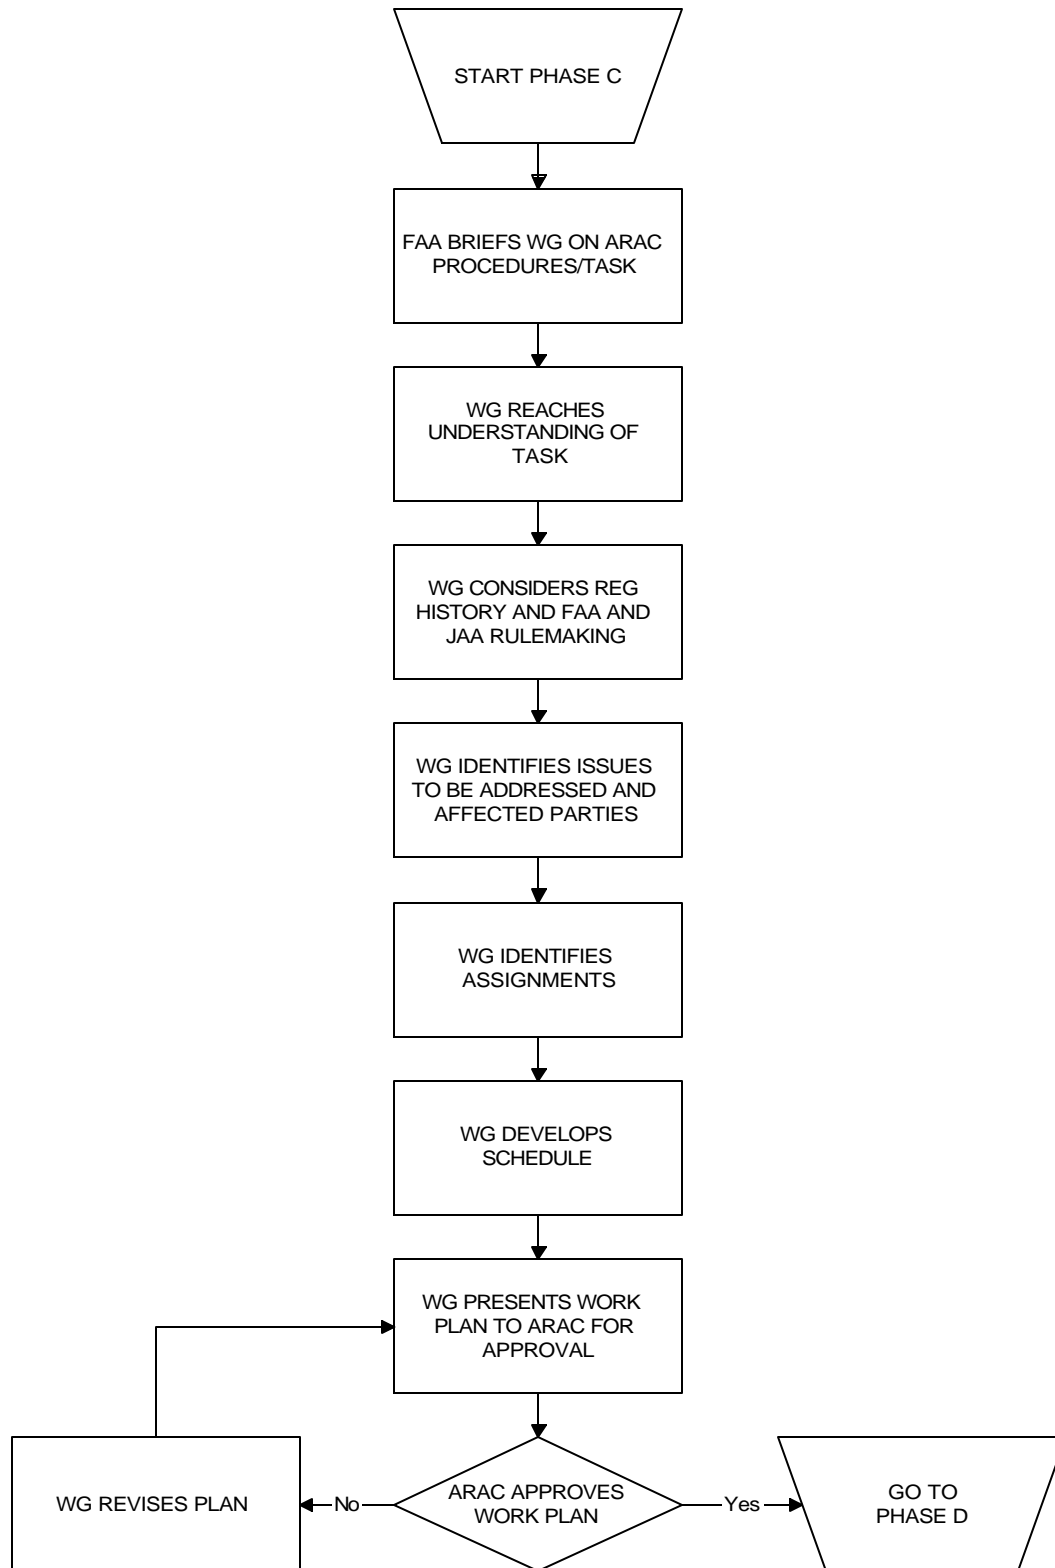 START PHASE C
FAA BRIEFS WG ON ARAC
PROCEDURES/TASK
WG REACHES
UNDERSTANDING OF
TASK
WG CONSIDERS REG
HISTORY AND FAA AND
JAA RULEMAKING
WG IDENTIFIES ISSUES
TO BE ADDRESSED AND
AFFECTED PARTIES
WG IDENTIFIES
ASSIGNMENTS
WG DEVELOPS
SCHEDULE
WG PRESENTS WORK
PLAN TO ARAC FOR
APPROVAL
WG REVISES PLAN
No
ARAC APPROVES
WORK PLAN
Yes
GO TO
PHASE D